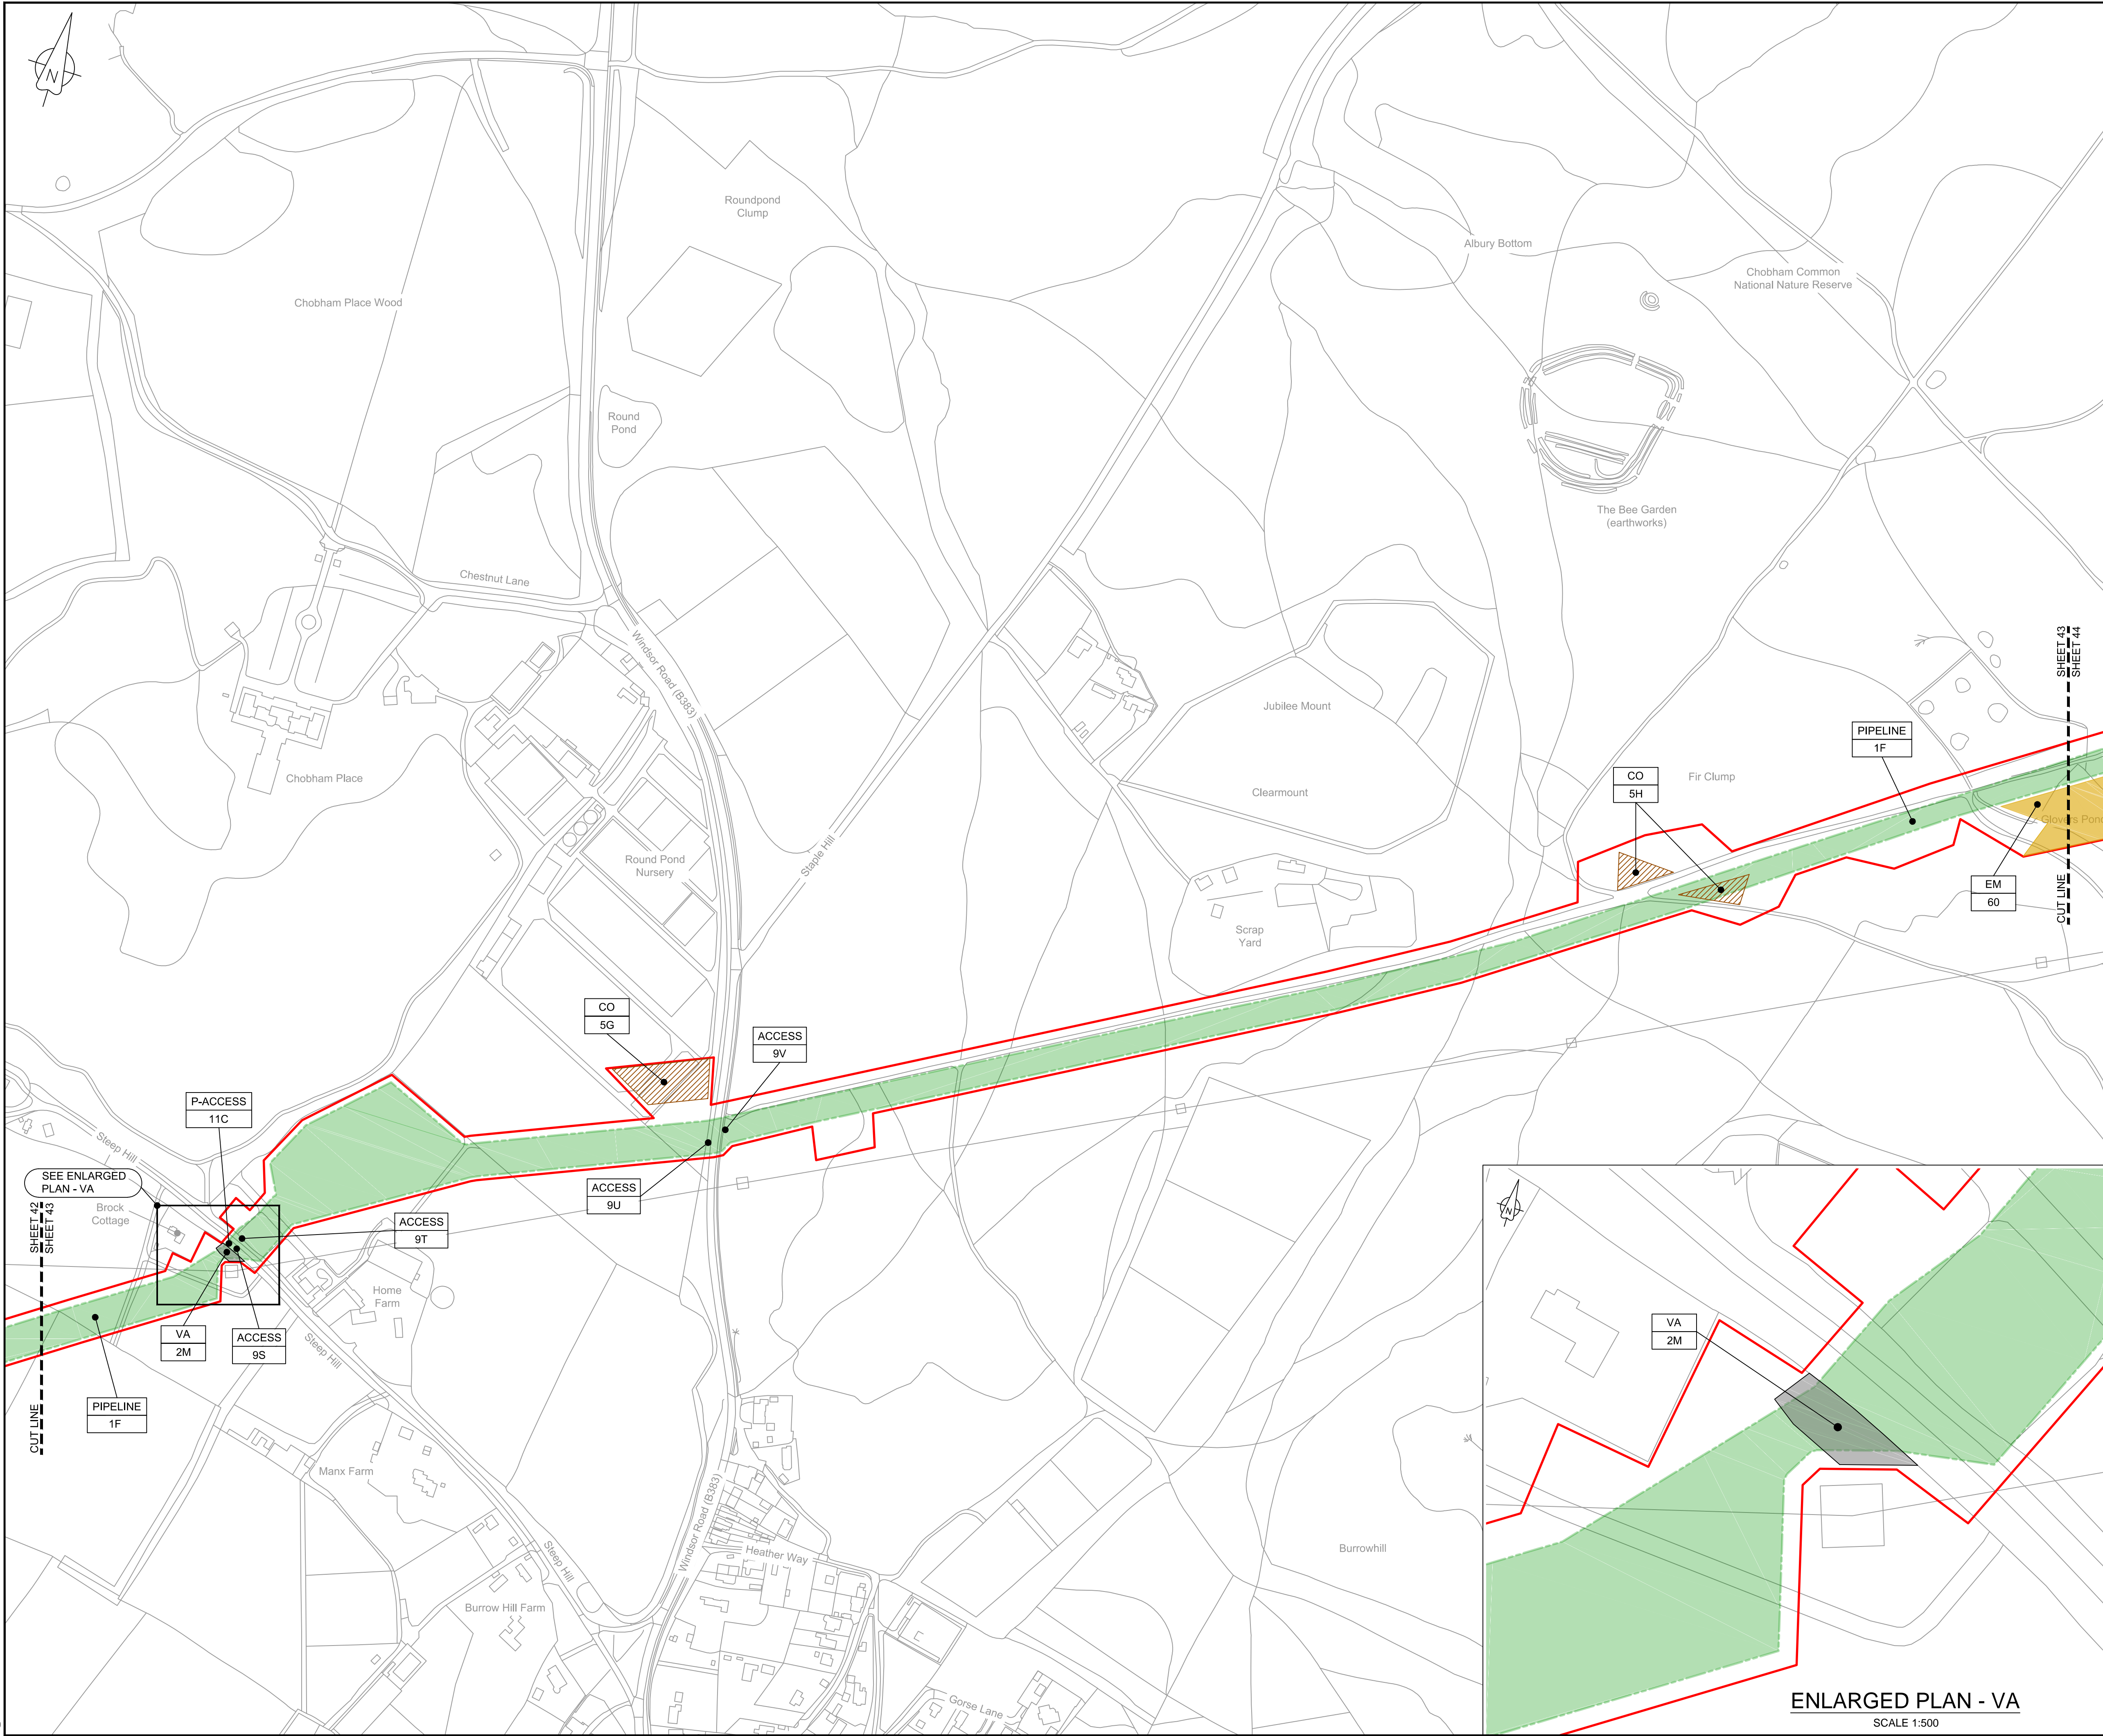 N
Roundpond
Clump
Albury Bottom
Chobham Common
National Nature Reserve
Chobham Place Wood
Round
Pond
The Bee Garden
(earthworks)
Chestnut Lane
Windsor Road (B383)
SHEET 43
SHEET 44
Jubilee Mount
PIPELINE
1F
Chobham Place
CO
5H
Fir Clump
Clearmount
Glovers Pond
Round Pond
Nursery
Staple Hill
EM
60
CUT LINE
Scrap
Yard
CO
5G
ACCESS
9V
P-ACCESS
11C
Steep Hill
SEE ENLARGED
PLAN - VA
SHEET 42
SHEET 43
Brock
Cottage
ACCESS
9U
ACCESS
9T
Home
Farm
VA
2M
ACCESS
9S
Steep Hill
PIPELINE
1F
CUT LINE
Manx Farm
Windsor Road (B383)
Heather Way
Steep Hill
Burrowhill
Burrow Hill Farm
Gorse Lane
N
VA
2M
ENLARGED PLAN - VA
SCALE 1:500